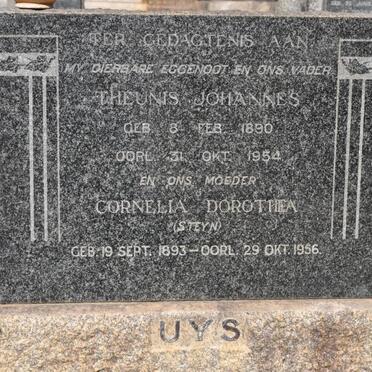 TER GEDAGTENIS AAN
MY DIERBARE EGGENOOT EN ONS VADER
THEUNIS JOHANNES
GEB. 8 FEB. 1890
OORL. 31 OKT. 1954
EN ONS MOEDER
CORNELIA DOROTHEA
(STEYN)
GEB. 19 SEPT. 1893 — OORL. 29 OKT. 1956.
UYS